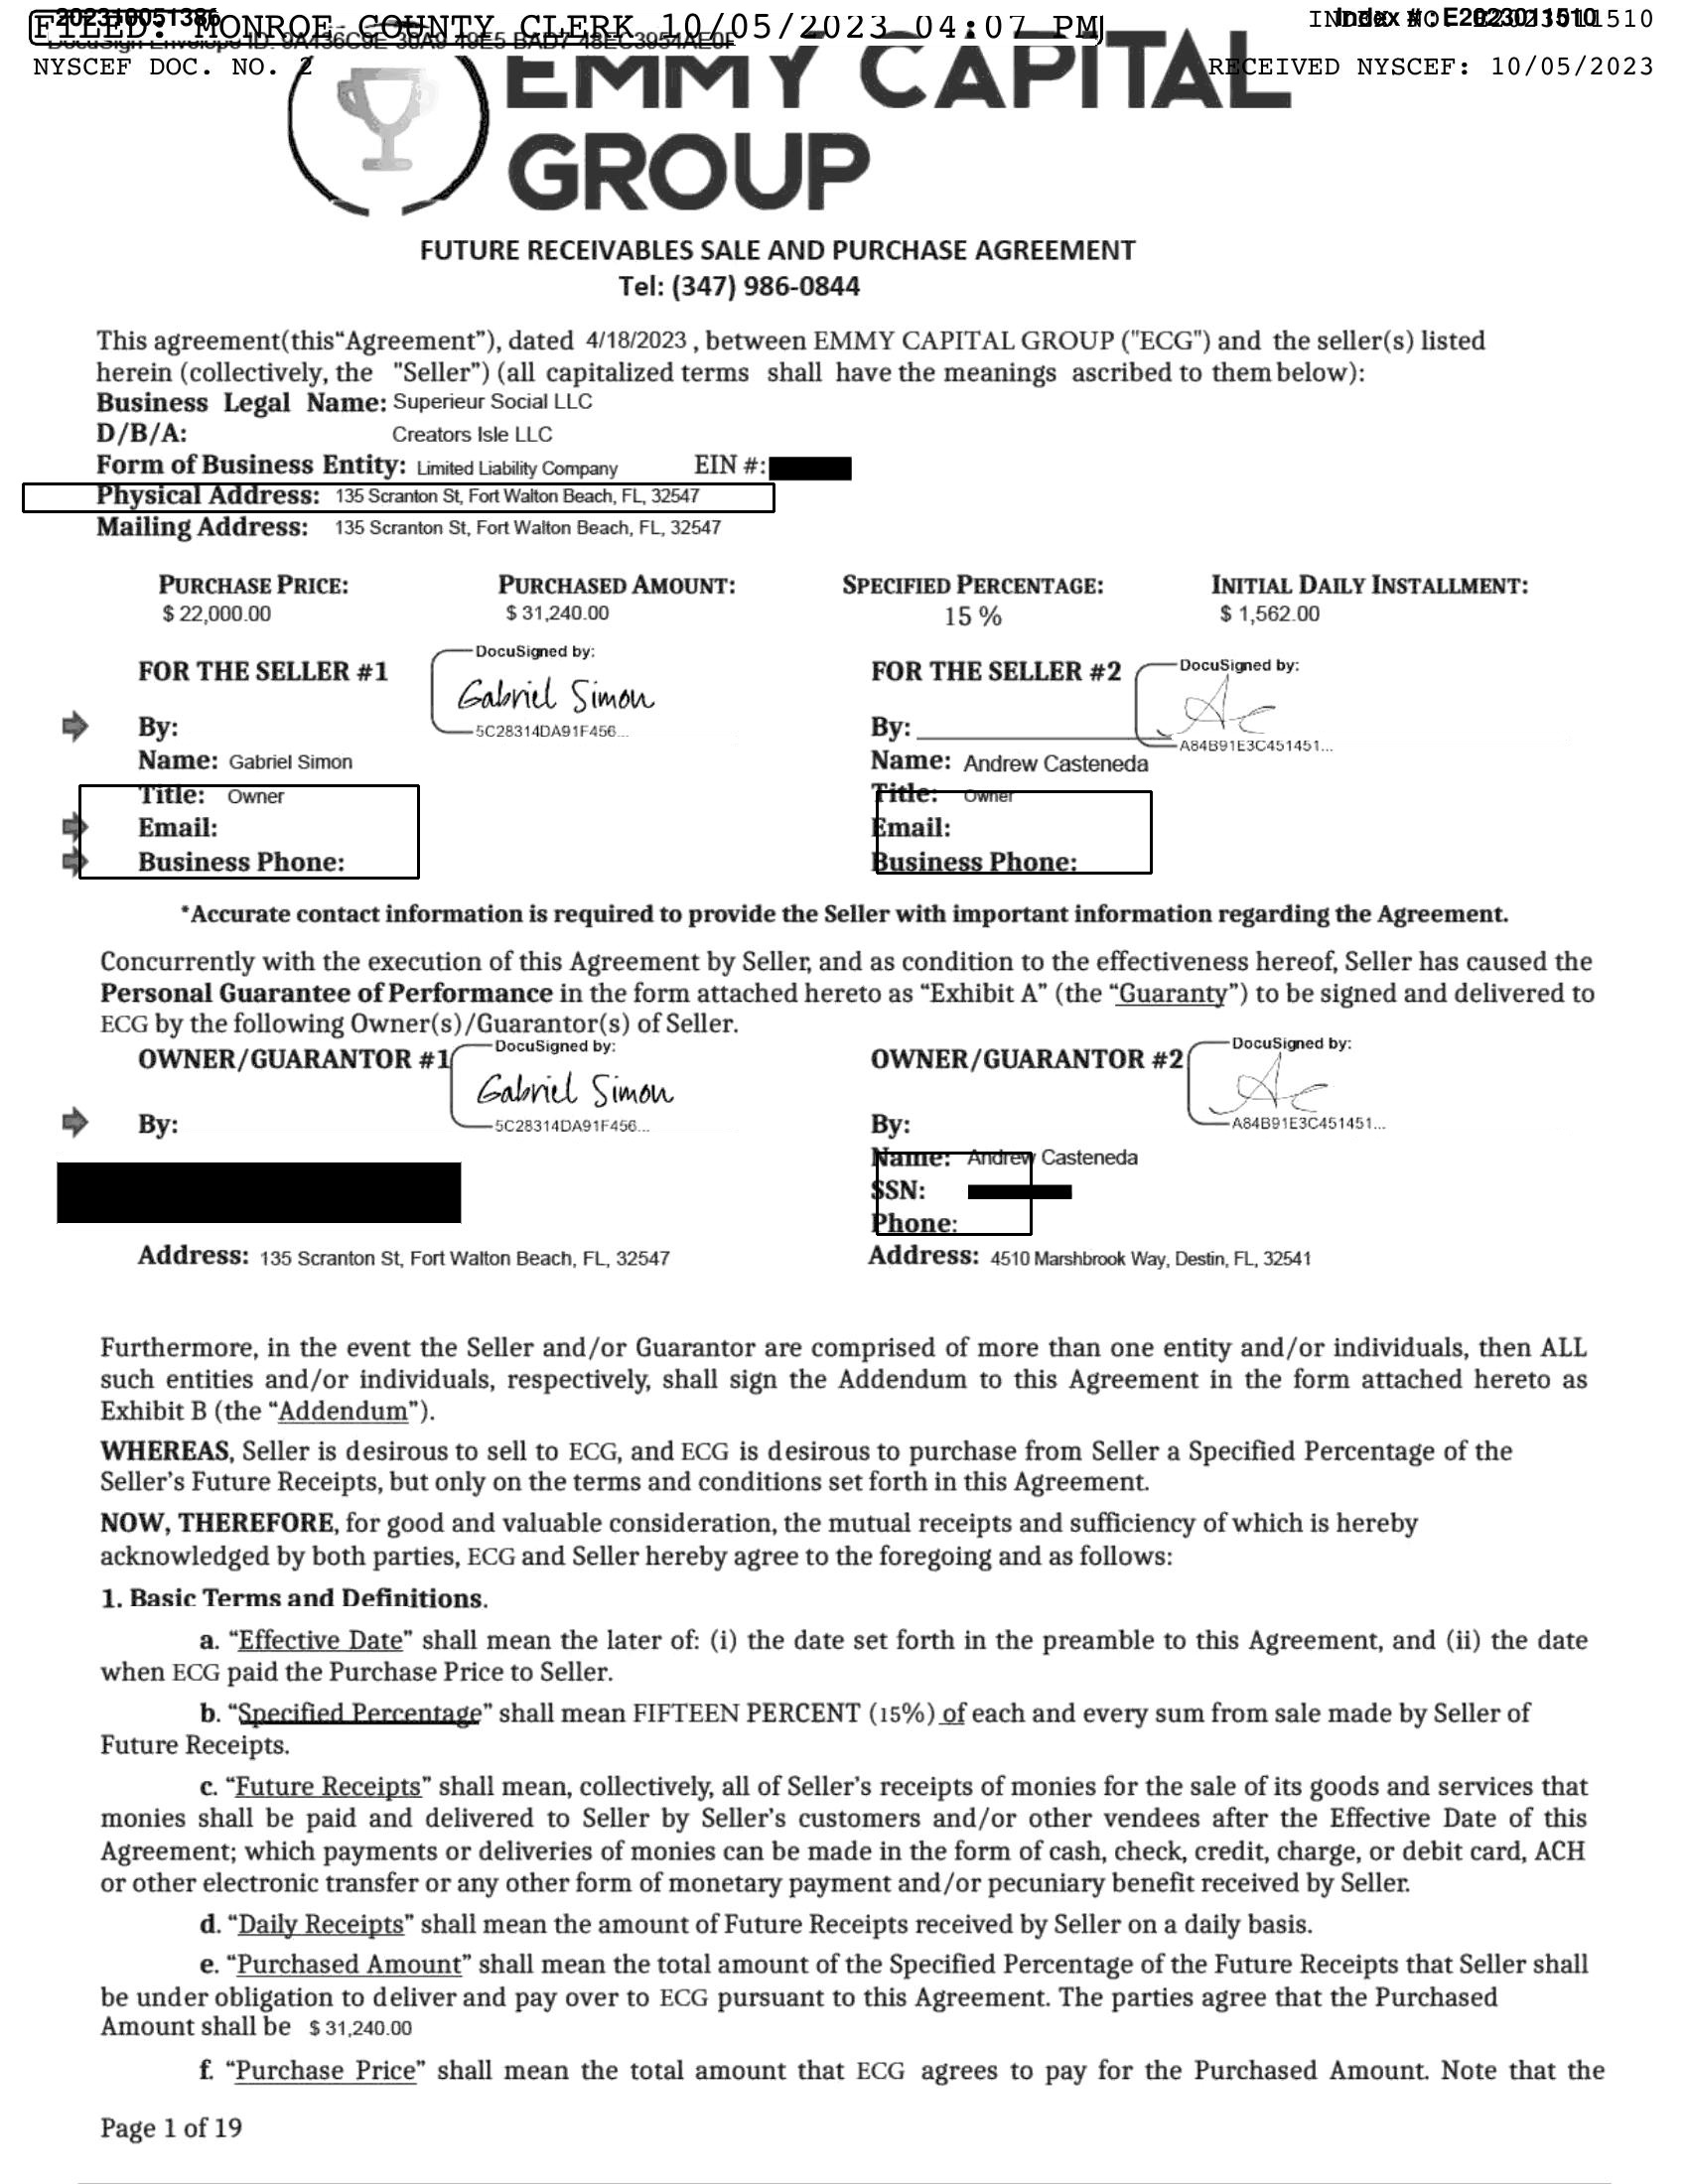 202310051386
FILED: MONROE COUNTY CLERK 10/05/2023 04:07 PM
INDEX NO. E2023011510
Index #: E2023011510
DocuSign Envelope ID:
NYSCEF DOC. NO. 2
RECEIVED NYSCEF: 10/05/2023
EMMY CAPITAL
GROUP
FUTURE RECEIVABLES SALE AND PURCHASE AGREEMENT
Tel: (347) 986-0844
This agreement(this“Agreement”), dated 4/18/2023 , between EMMY CAPITAL GROUP ("ECG") and the seller(s) listed
herein (collectively, the "Seller") (all capitalized terms shall have the meanings ascribed to them below):
Business Legal Name: Superieur Social LLC
D/B/A: Creators Isle LLC
Form of Business Entity: Limited Liability Company EIN #:
Physical Address: 135 Scranton St, Fort Walton Beach, FL, 32547
Mailing Address: 135 Scranton St, Fort Walton Beach, FL, 32547
PURCHASE PRICE: PURCHASED AMOUNT: SPECIFIED PERCENTAGE: INITIAL DAILY INSTALLMENT:
$ 22,000.00 $ 31,240.00 15 % $ 1,562.00
DocuSigned by: DocuSigned by:
FOR THE SELLER #1 FOR THE SELLER #2
Gabriel Simon
By: 5C28314DA91F456... By: A84B91E3C451451...
Name: Gabriel Simon Name: Andrew Casteneda
Title: Owner Title: Owner
Email: Email:
Business Phone: Business Phone:
*Accurate contact information is required to provide the Seller with important information regarding the Agreement.
Concurrently with the execution of this Agreement by Seller, and as condition to the effectiveness hereof, Seller has caused the
Personal Guarantee of Performance in the form attached hereto as “Exhibit A” (the “Guaranty”) to be signed and delivered to
ECG by the following Owner(s)/Guarantor(s) of Seller.
DocuSigned by: DocuSigned by:
OWNER/GUARANTOR #1 OWNER/GUARANTOR #2
Gabriel Simon
By: 5C28314DA91F456... By: A84B91E3C451451...
Name: Andrew Casteneda
SSN:
Phone:
Address: 135 Scranton St, Fort Walton Beach, FL, 32547 Address: 4510 Marshbrook Way, Destin, FL, 32541
Furthermore, in the event the Seller and/or Guarantor are comprised of more than one entity and/or individuals, then ALL
such entities and/or individuals, respectively, shall sign the Addendum to this Agreement in the form attached hereto as
Exhibit B (the “Addendum”).
WHEREAS, Seller is desirous to sell to ECG, and ECG is desirous to purchase from Seller a Specified Percentage of the
Seller’s Future Receipts, but only on the terms and conditions set forth in this Agreement.
NOW, THEREFORE, for good and valuable consideration, the mutual receipts and sufficiency of which is hereby
acknowledged by both parties, ECG and Seller hereby agree to the foregoing and as follows:
1. Basic Terms and Definitions.
a. “Effective Date” shall mean the later of: (i) the date set forth in the preamble to this Agreement, and (ii) the date
when ECG paid the Purchase Price to Seller.
b. “Specified Percentage” shall mean FIFTEEN PERCENT (15%) of each and every sum from sale made by Seller of
Future Receipts.
c. “Future Receipts” shall mean, collectively, all of Seller’s receipts of monies for the sale of its goods and services that
monies shall be paid and delivered to Seller by Seller’s customers and/or other vendees after the Effective Date of this
Agreement; which payments or deliveries of monies can be made in the form of cash, check, credit, charge, or debit card, ACH
or other electronic transfer or any other form of monetary payment and/or pecuniary benefit received by Seller.
d. “Daily Receipts” shall mean the amount of Future Receipts received by Seller on a daily basis.
e. “Purchased Amount” shall mean the total amount of the Specified Percentage of the Future Receipts that Seller shall
be under obligation to deliver and pay over to ECG pursuant to this Agreement. The parties agree that the Purchased
Amount shall be $ 31,240.00
f. “Purchase Price” shall mean the total amount that ECG agrees to pay for the Purchased Amount. Note that the
Page 1 of 19